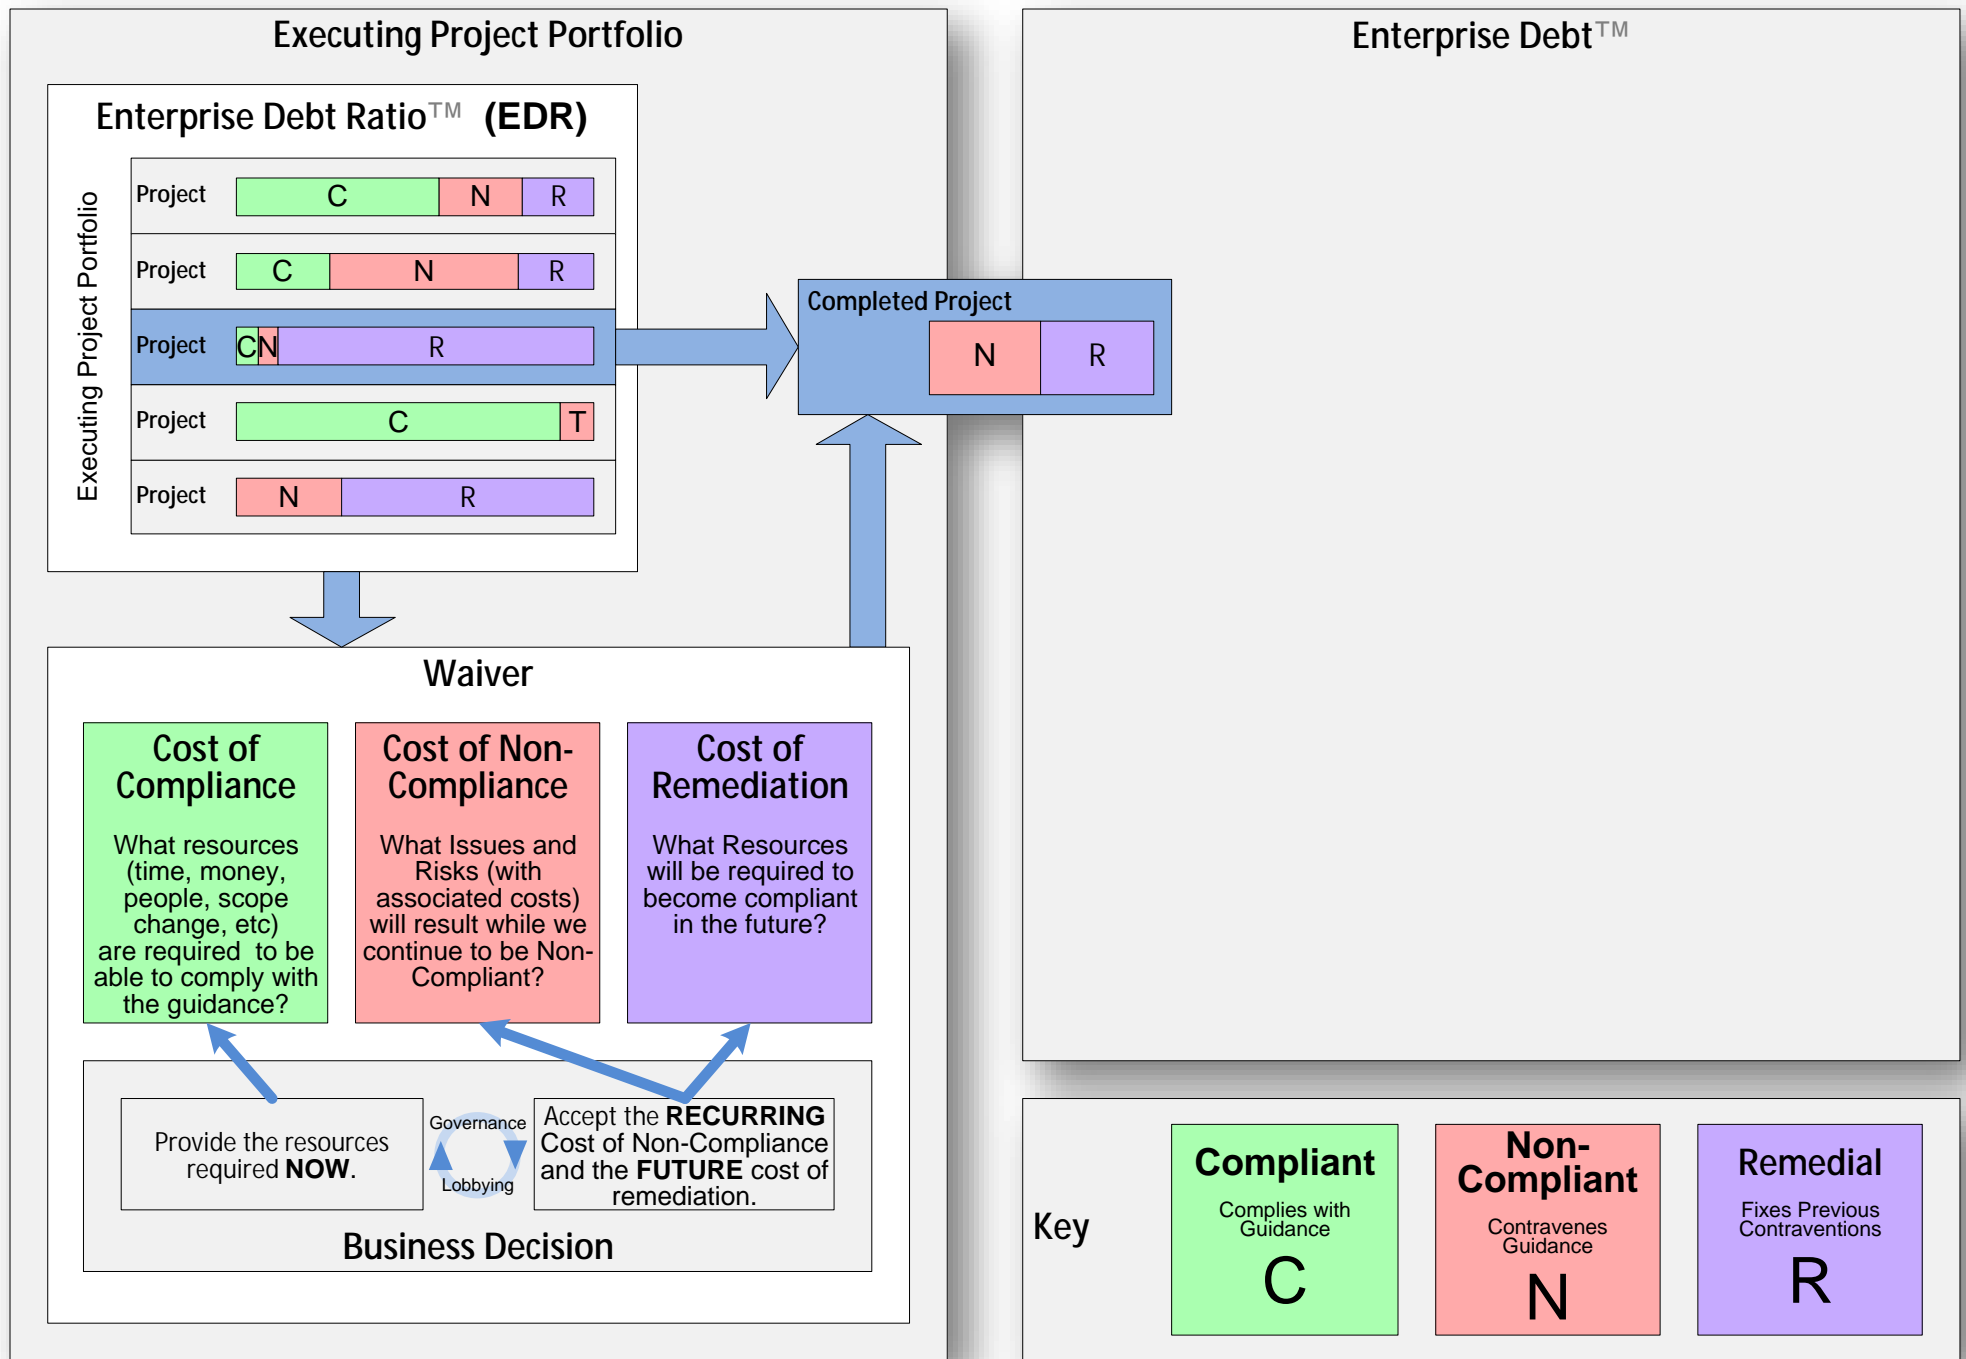 Executing Project Portfolio
Enterprise Debt Ratio™ (EDR)
Executing Project Portfolio
Project
C
N
R
Project
C
N
R
Project
C
N
R
Project
C
T
Project
N
R
Completed Project
N
R
Enterprise Debt™
Waiver
Cost of
Compliance
What resources
(time, money,
people, scope
change, etc)
are required to be
able to comply with
the guidance?
Cost of Non-
Compliance
What Issues and
Risks (with
associated costs)
will result while we
continue to be Non-
Compliant?
Cost of
Remediation
What Resources
will be required to
become compliant
in the future?
Provide the resources
required NOW.
Governance
Lobbying
Accept the RECURRING
Cost of Non-Compliance
and the FUTURE cost of
remediation.
Business Decision
Key
Compliant
Complies with
Guidance
C
Non-
Compliant
Contravenes
Guidance
N
Remedial
Fixes Previous
Contraventions
R